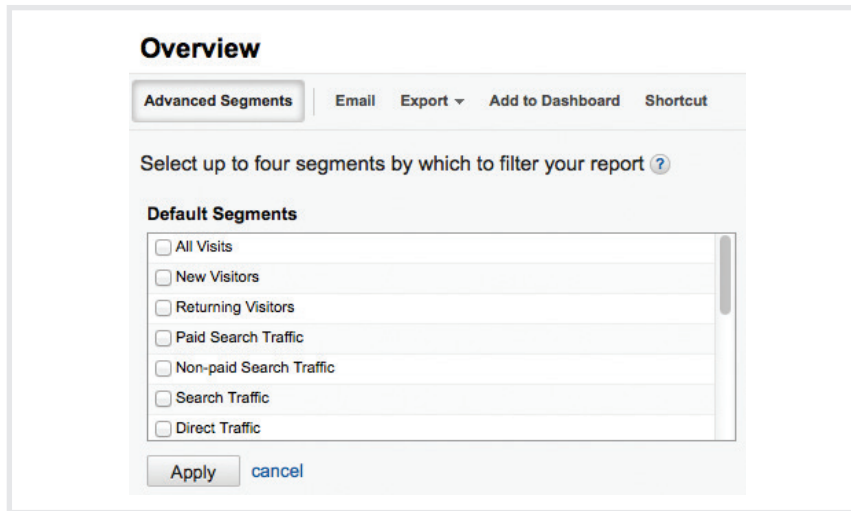 Overview
Advanced Segments Email Export Add to Dashboard Shortcut
Select up to four segments by which to filter your report ?
Default Segments
All Visits
New Visitors
Returning Visitors
Paid Search Traffic
Non-paid Search Traffic
Search Traffic
Direct Traffic
Apply cancel